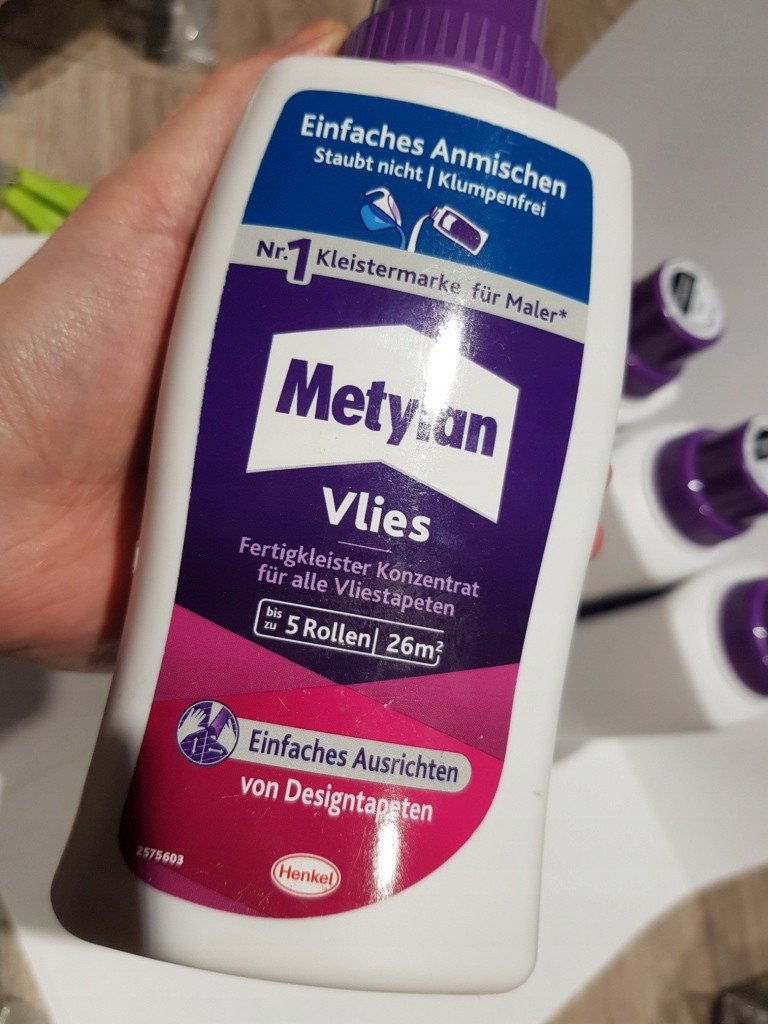 Einfaches Anmischen
Staubt nicht | Klumpenfrei
Nr. 1 Kleistermarke für Maler*
Metylan
Vlies
Fertigkleister Konzentrat
für alle Vliestapeten
bis zu 5 Rollen | 26m²
Einfaches Ausrichten
von Designtapeten
2575603
Henkel